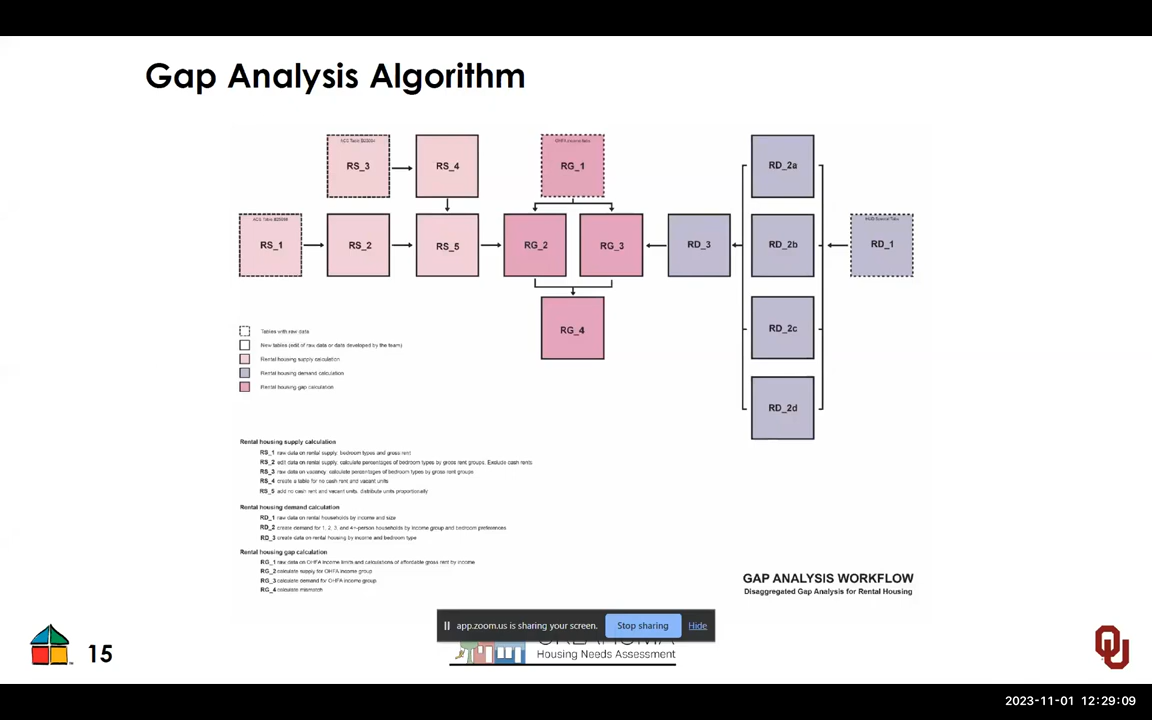 Gap Analysis Algorithm
ACS Table B25004
RS_3
RS_4
OHFA Income limits
RG_1
RD_2a
RS_1
RS_2
RS_5
RG_2
RG_3
RD_3
RD_2b
HUD Special Table
RD_1
RG_4
RD_2c
RD_2d
Tables with raw data
New tables (edit of raw data or data developed by the team)
Rental housing supply calculation
Rental housing demand calculation
Rental housing gap calculation
Rental housing supply calculation
RS_1 raw data on rental supply: bedroom types and gross rent
RS_2 edit data on rental supply: calculate percentages of bedroom types by gross rent groups. Exclude cash rents
RS_3 raw data on vacancy: calculate percentages of bedroom types by gross rent groups
RS_4 create a table for no cash rent and vacant units
RS_5 add no cash rent and vacant units: distribute units proportionally
Rental housing demand calculation
RD_1 raw data on rental households by income and size
RD_2 create demand for 1, 2, 3, and 4+-person households by income group and bedroom preferences
RD_3 create data on rental housing by income and bedroom type
Rental housing gap calculation
RG_1 raw data on OHFA income limits and calculations of affordable gross rent by income
RG_2 calculate supply for OHFA income group
RG_3 calculate demand for OHFA income group
RG_4 calculate mismatch
GAP ANALYSIS WORKFLOW
Disaggregated Gap Analysis for Rental Housing
app.zoom.us is sharing your screen.
Stop sharing
Hide
OKLAHOMA
Housing Needs Assessment
15
OU
2023-11-01 12:29:09